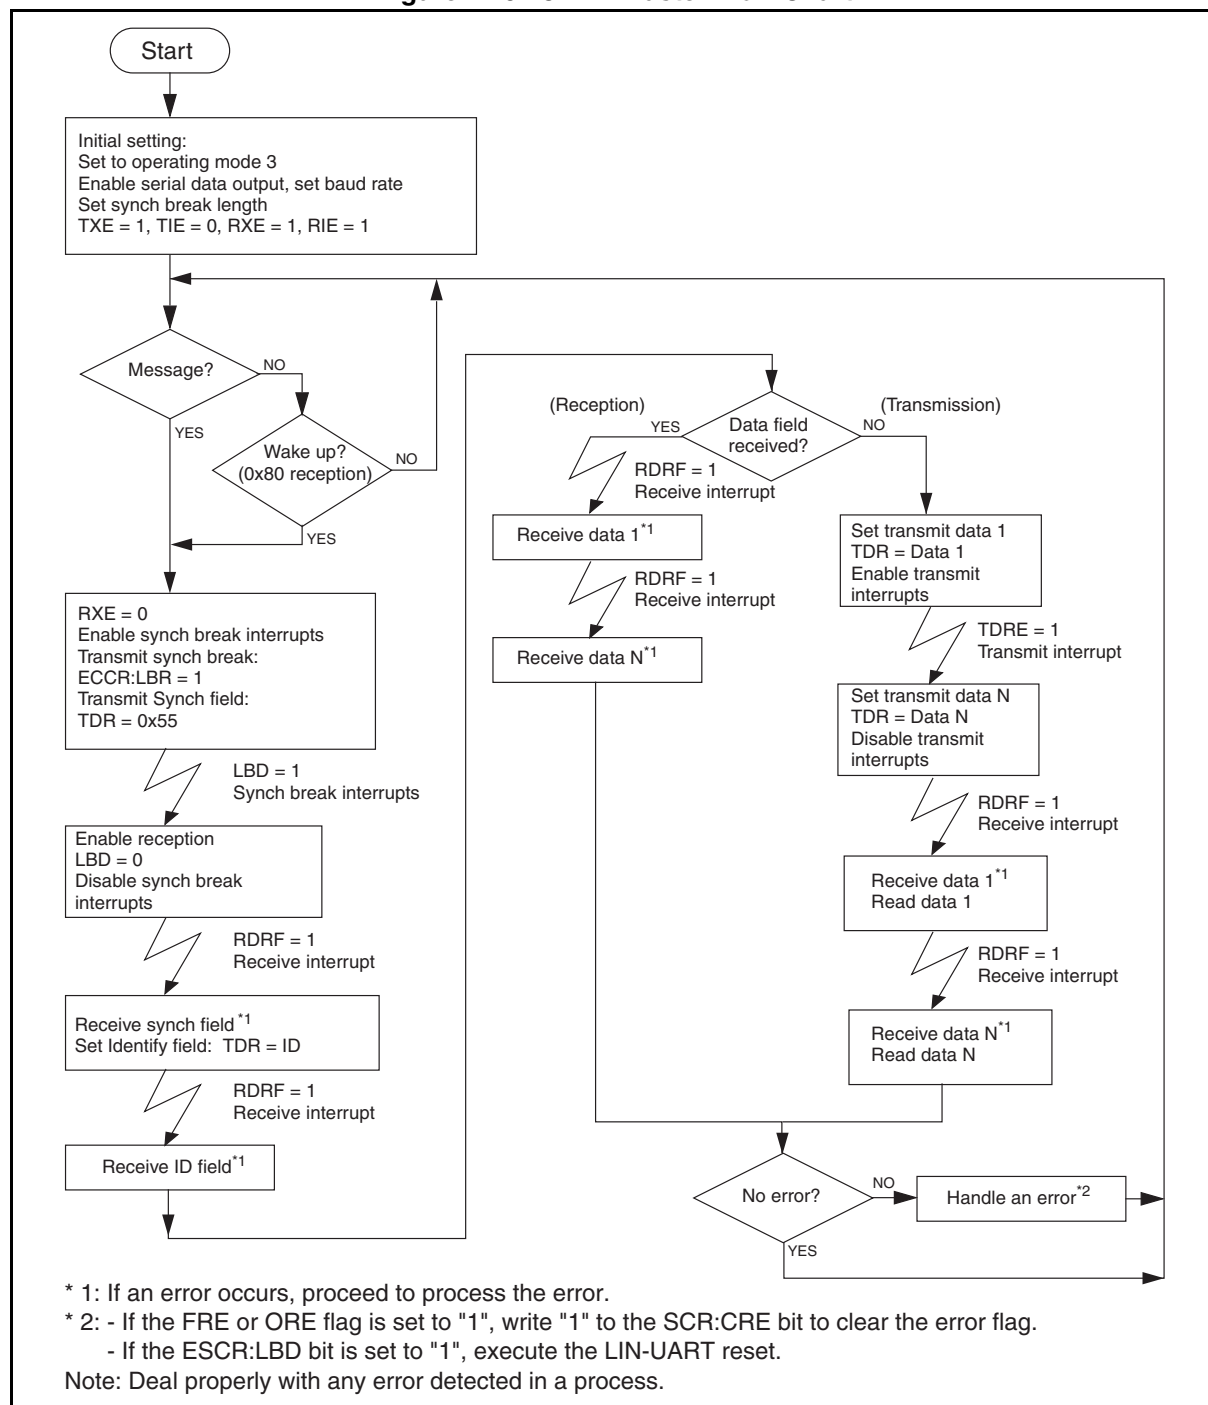 Start
Initial setting:
Set to operating mode 3
Enable serial data output, set baud rate
Set synch break length
TXE = 1, TIE = 0, RXE = 1, RIE = 1
Message?
NO
YES
Wake up?
(0x80 reception)
NO
YES
RXE = 0
Enable synch break interrupts
Transmit synch break:
ECCR:LBR = 1
Transmit Synch field:
TDR = 0x55
LBD = 1
Synch break interrupts
Enable reception
LBD = 0
Disable synch break
interrupts
RDRF = 1
Receive interrupt
Receive synch field*1
Set Identify field: TDR = ID
RDRF = 1
Receive interrupt
Receive ID field*1
(Reception)
(Transmission)
Data field
received?
YES
NO
RDRF = 1
Receive interrupt
Receive data 1*1
RDRF = 1
Receive interrupt
Receive data N*1
Set transmit data 1
TDR = Data 1
Enable transmit
interrupts
TDRE = 1
Transmit interrupt
Set transmit data N
TDR = Data N
Disable transmit
interrupts
RDRF = 1
Receive interrupt
Receive data 1*1
Read data 1
RDRF = 1
Receive interrupt
Receive data N*1
Read data N
No error?
NO
YES
Handle an error*2
* 1: If an error occurs, proceed to process the error.
* 2: - If the FRE or ORE flag is set to "1", write "1" to the SCR:CRE bit to clear the error flag.
- If the ESCR:LBD bit is set to "1", execute the LIN-UART reset.
Note: Deal properly with any error detected in a process.